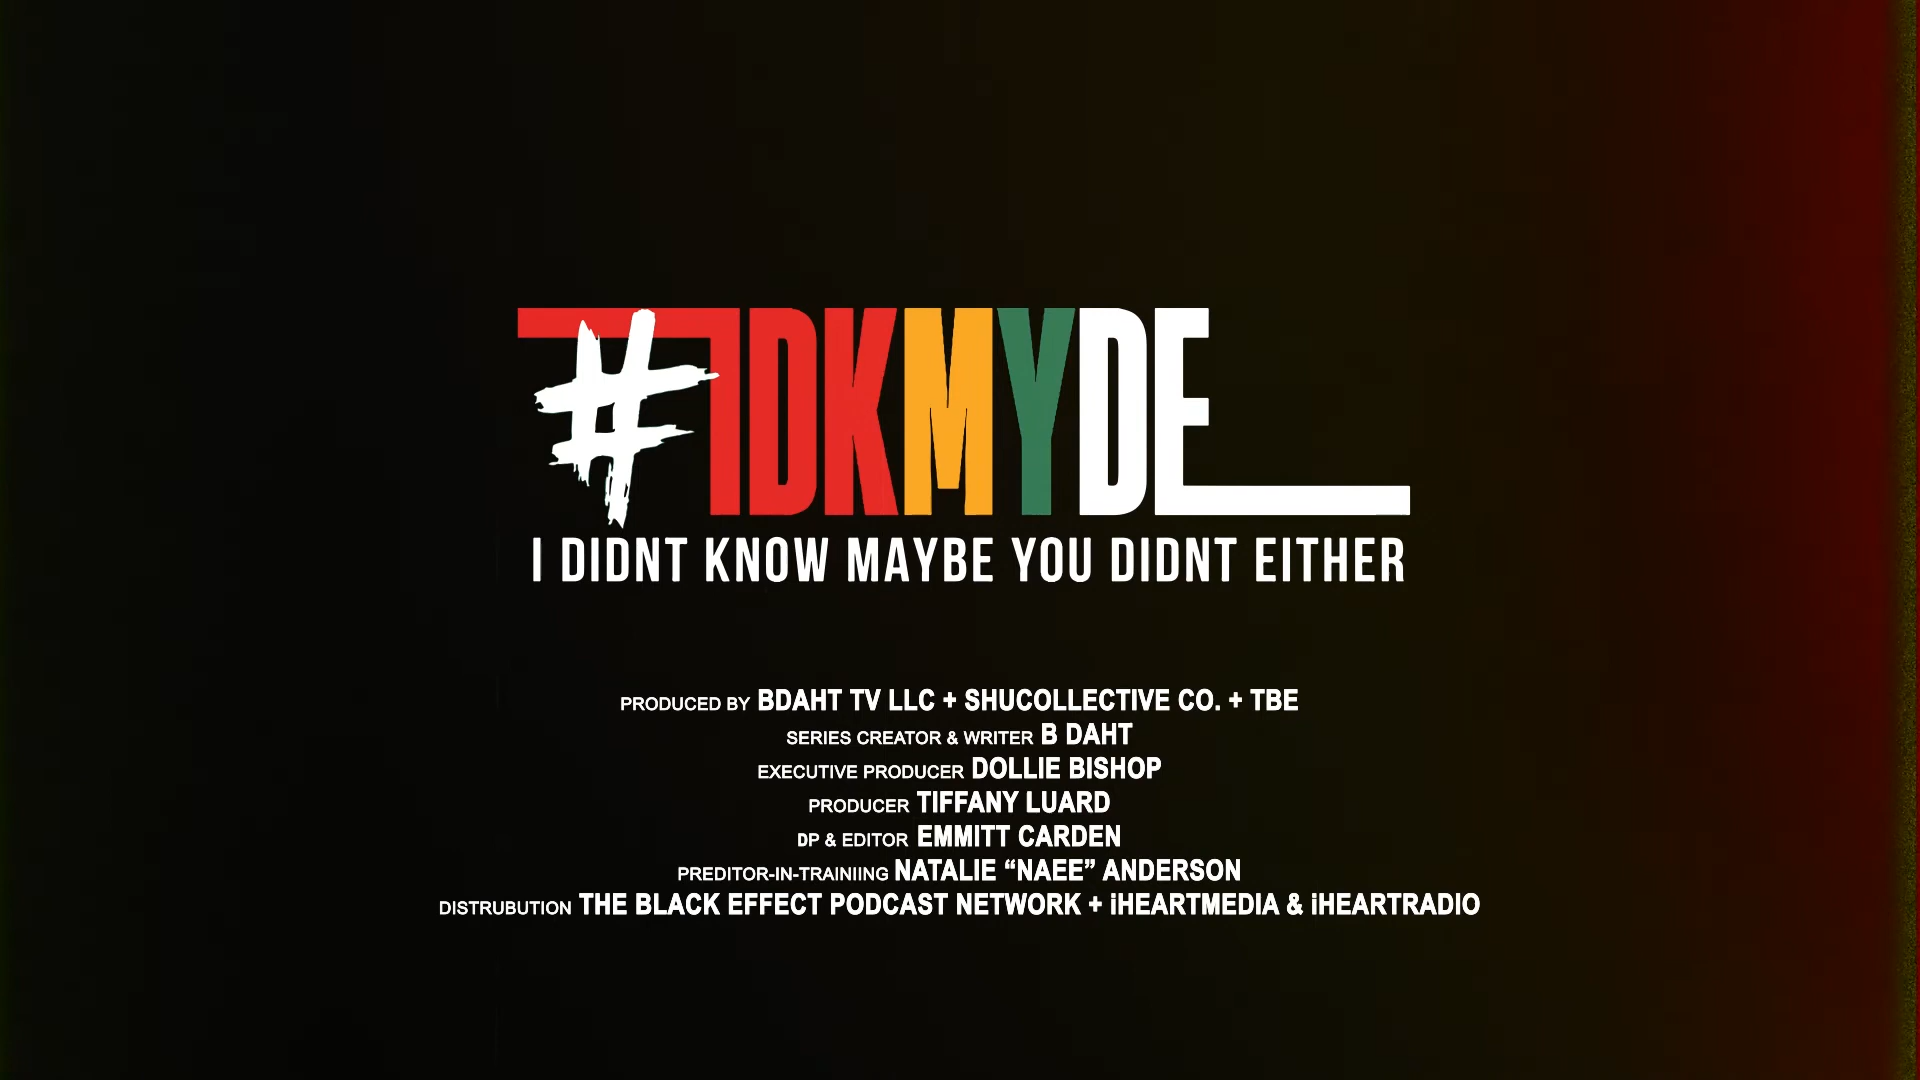 #IDKMYDE
I DIDNT KNOW MAYBE YOU DIDNT EITHER
PRODUCED BY BDAHT TV LLC + SHUCOLLECTIVE CO. + TBE
SERIES CREATOR & WRITER B DAHT
EXECUTIVE PRODUCER DOLLIE BISHOP
PRODUCER TIFFANY LUARD
DP & EDITOR EMMITT CARDEN
PREDITOR-IN-TRAINIING NATALIE “NAEE” ANDERSON
DISTRUBUTION THE BLACK EFFECT PODCAST NETWORK + iHEARTMEDIA & iHEARTRADIO